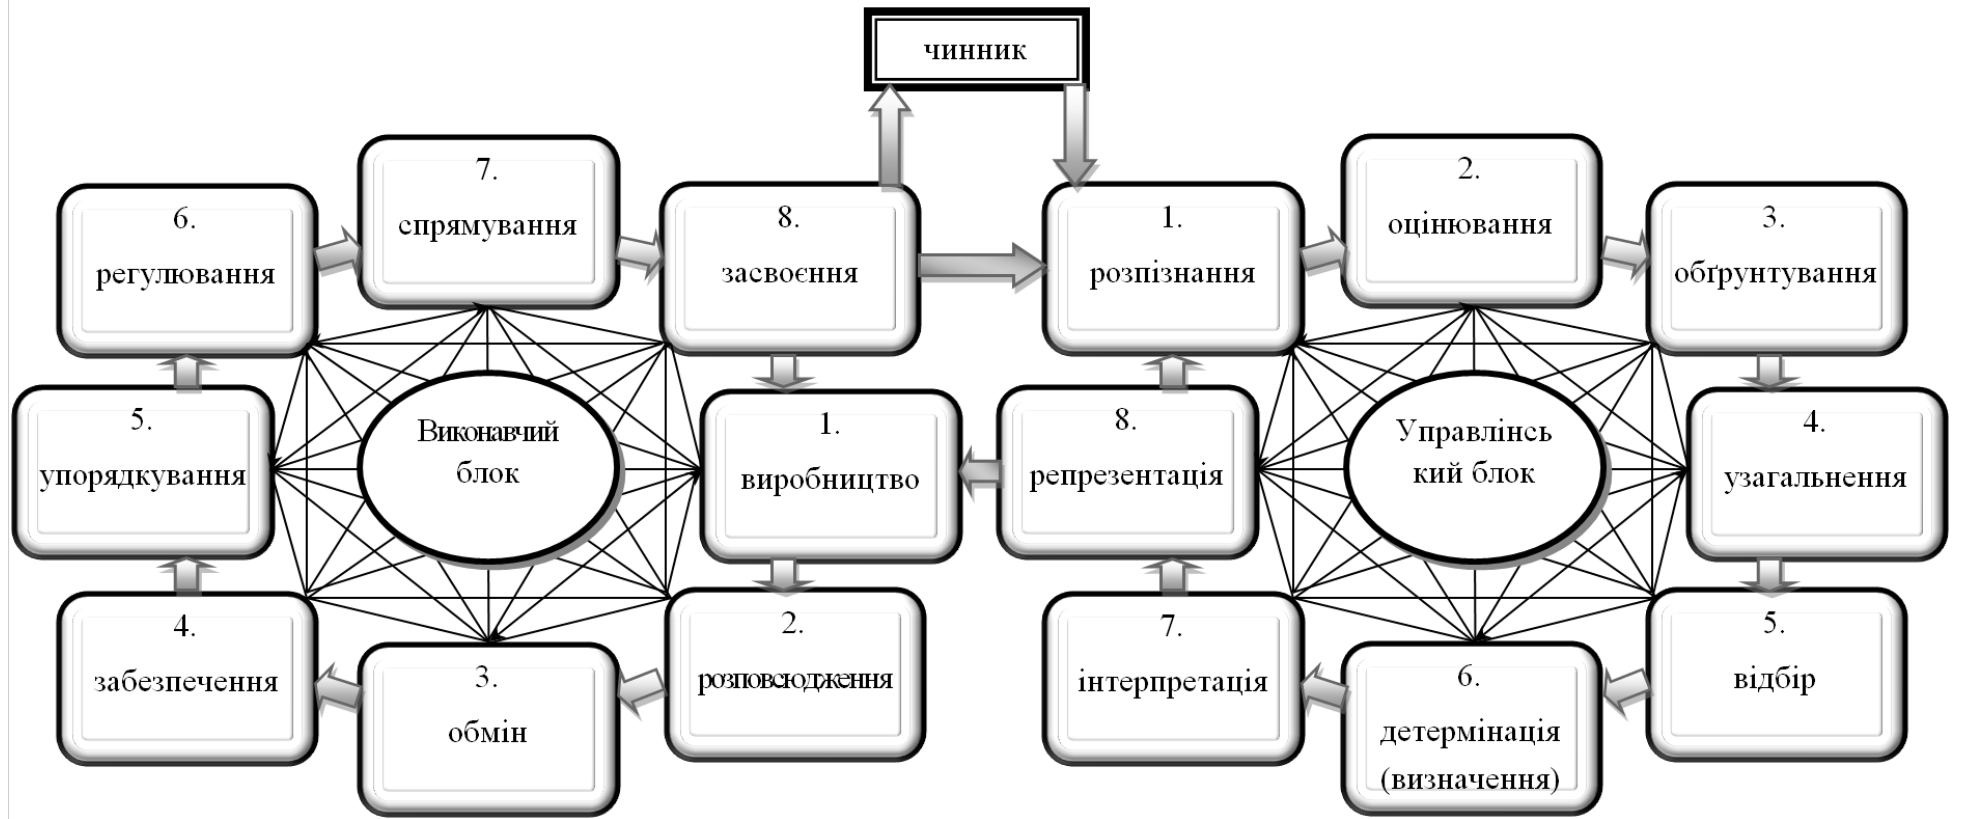 чинник
7.
спрямування
6.
регулювання
8.
засвоєння
5.
упорядкування
Виконавчий
блок
1.
виробництво
4.
забезпечення
3.
обмін
2.
розповсюдження
1.
розпізнання
2.
оцінювання
3.
обґрунтування
8.
репрезентація
Управлінсь
кий блок
4.
узагальнення
7.
інтерпретація
6.
детермінація
(визначення)
5.
відбір